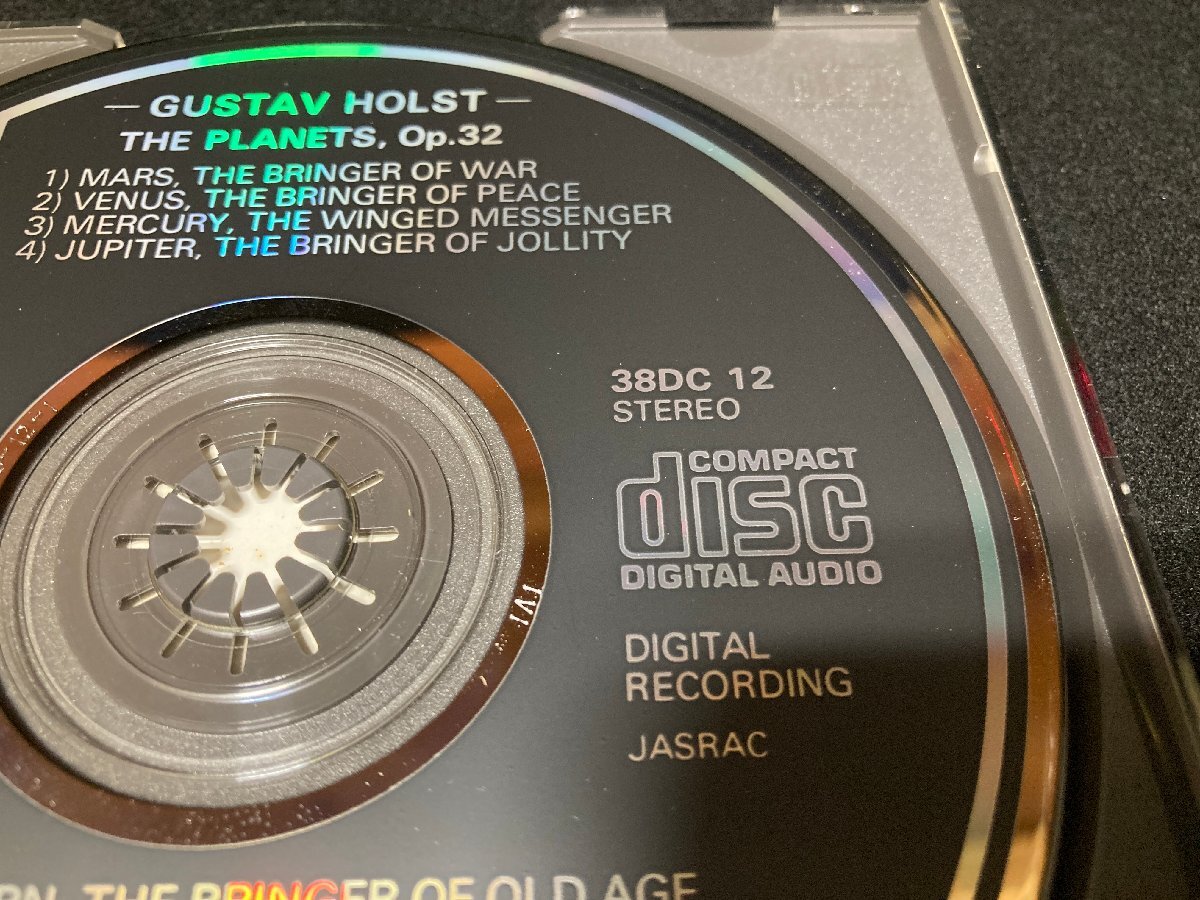 — GUSTAV HOLST —
THE PLANETS, Op.32
1) MARS, THE BRINGER OF WAR
2) VENUS, THE BRINGER OF PEACE
3) MERCURY, THE WINGED MESSENGER
4) JUPITER, THE BRINGER OF JOLLITY
38DC 12
STEREO
COMPACT
disc
DIGITAL AUDIO
DIGITAL
RECORDING
JASRAC
THE BRINGER OF OLD AGE